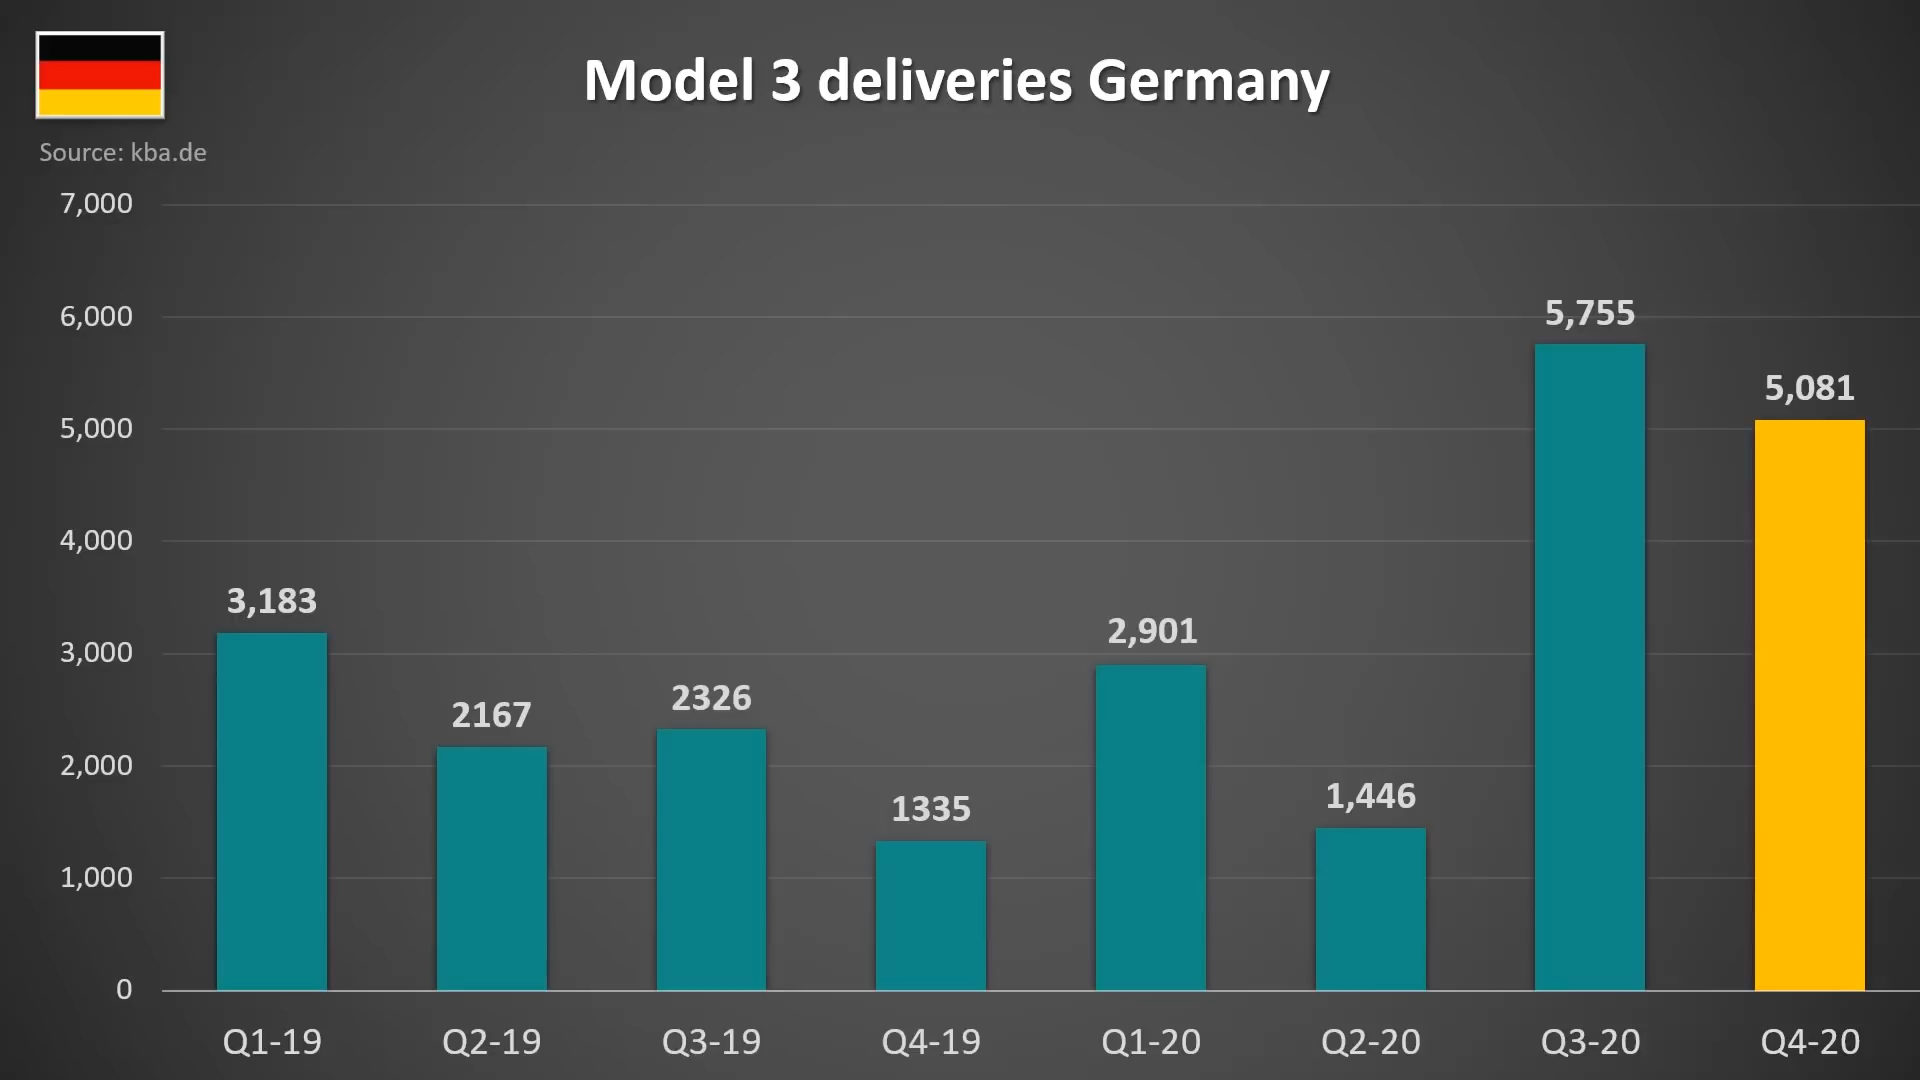 Model 3 deliveries Germany
Source: kba.de
7,000
6,000
5,000
4,000
3,000
2,000
1,000
0
3,183
2167
2326
1335
2,901
1,446
5,755
5,081
Q1-19
Q2-19
Q3-19
Q4-19
Q1-20
Q2-20
Q3-20
Q4-20